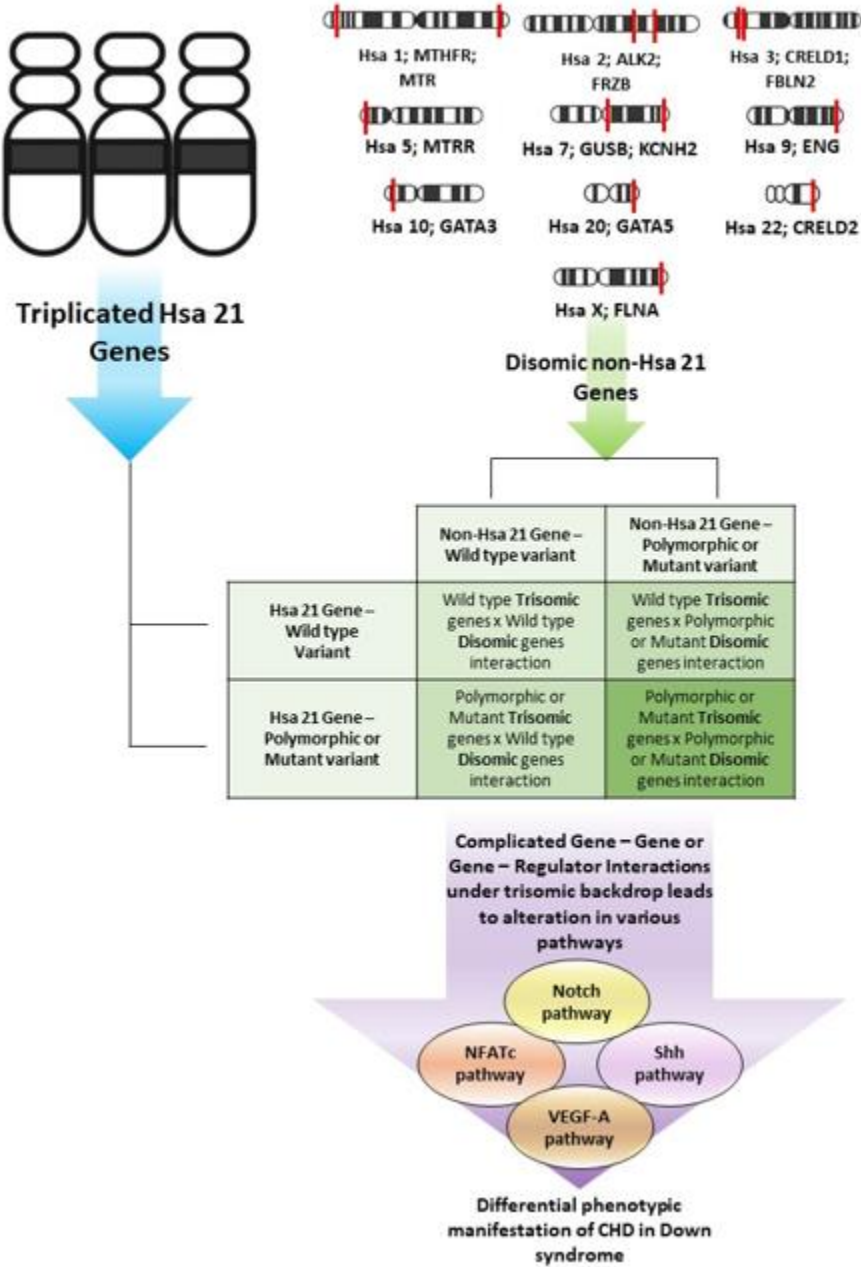 Hsa 1; MTHFR;
MTR
Hsa 2; ALK2;
FRZB
Hsa 3; CRELD1;
FBLN2
Hsa 5; MTRR
Hsa 7; GUSB; KCNH2
Hsa 9; ENG
Hsa 10; GATA3
Hsa 20; GATA5
Hsa 22; CRELD2
Hsa X; FLNA
Triplicated Hsa 21
Genes
Disomic non-Hsa 21
Genes
Non-Hsa 21 Gene –
Wild type variant
Non-Hsa 21 Gene –
Polymorphic or
Mutant variant
Hsa 21 Gene –
Wild type
Variant
Wild type Trisomic
genes x Wild type
Disomic genes
interaction
Wild type Trisomic
genes x Polymorphic
or Mutant Disomic
genes interaction
Hsa 21 Gene –
Polymorphic or
Mutant variant
Polymorphic or
Mutant Trisomic
genes x Wild type
Disomic genes
interaction
Polymorphic or
Mutant Trisomic
genes x Polymorphic
or Mutant Disomic
genes interaction
Complicated Gene – Gene or
Gene – Regulator Interactions
under trisomic backdrop leads
to alteration in various
pathways
Notch
pathway
NFATc
pathway
Shh
pathway
VEGF-A
pathway
Differential phenotypic
manifestation of CHD in Down
syndrome